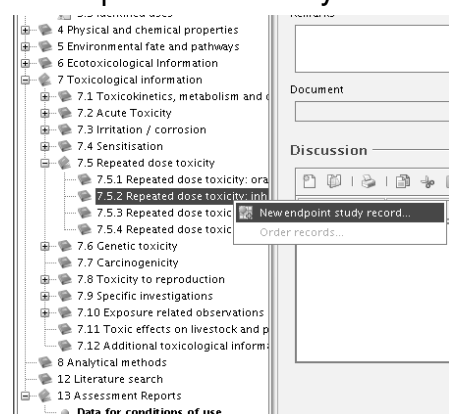 4 Physical and chemical properties
5 Environmental fate and pathways
6 Ecotoxicological Information
7 Toxicological information
7.1 Toxicokinetics, metabolism and
7.2 Acute Toxicity
Document
7.3 Irritation / corrosion
7.4 Sensitisation
Discussion
7.5 Repeated dose toxicity
7.5.1 Repeated dose toxicity: ora
7.5.2 Repeated dose toxicity: inh
7.5.3 Repeated dose toxic
New endpoint study record...
7.5.4 Repeated dose toxic
Order records...
7.6 Genetic toxicity
7.7 Carcinogenicity
7.8 Toxicity to reproduction
7.9 Specific investigations
7.10 Exposure related observations
7.11 Toxic effects on livestock and p
7.12 Additional toxicological inform
8 Analytical methods
12 Literature search
13 Assessment Reports
Data for conditions of use